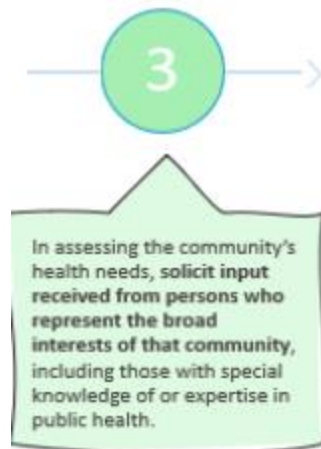 3
In assessing the community's
health needs, solicit input
received from persons who
represent the broad
interests of that community,
including those with special
knowledge of or expertise in
public health.